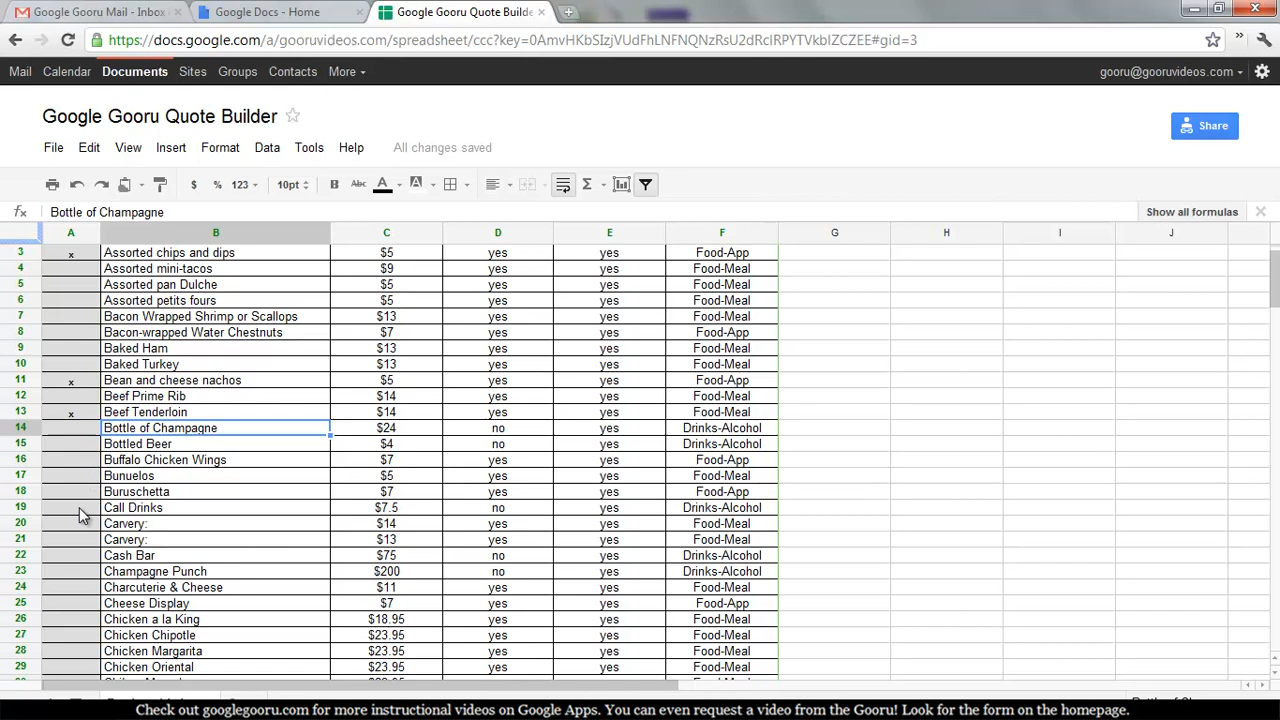 Google Gooru Mail - Inbox
Google Docs - Home
Google Gooru Quote Builde
https://docs.google.com/a/gooruvideos.com/spreadsheet/ccc?key=0AmvHKbSIzjVUdFhLNFNQNzRsU2dRclRPYTVkblZCZEE#gid=3
Mail Calendar Documents Sites Groups Contacts More gooru@gooruvideos.com
Google Gooru Quote Builder
Share
File Edit View Insert Format Data Tools Help All changes saved
$ % 123 10pt B Abc A A Σ
fx Bottle of Champagne Show all formulas
A B C D E F G H I J
3 x Assorted chips and dips $5 yes yes Food-App
4 Assorted mini-tacos $9 yes yes Food-Meal
5 Assorted pan Dulche $5 yes yes Food-Meal
6 Assorted petits fours $5 yes yes Food-Meal
7 Bacon Wrapped Shrimp or Scallops $13 yes yes Food-Meal
8 Bacon-wrapped Water Chestnuts $7 yes yes Food-App
9 Baked Ham $13 yes yes Food-Meal
10 Baked Turkey $13 yes yes Food-Meal
11 x Bean and cheese nachos $5 yes yes Food-App
12 Beef Prime Rib $14 yes yes Food-Meal
13 x Beef Tenderloin $14 yes yes Food-Meal
14 Bottle of Champagne $24 no yes Drinks-Alcohol
15 Bottled Beer $4 no yes Drinks-Alcohol
16 Buffalo Chicken Wings $7 yes yes Food-App
17 Bunuelos $5 yes yes Food-Meal
18 Buruschetta $7 yes yes Food-App
19 Call Drinks $7.5 no yes Drinks-Alcohol
20 Carvery: $14 yes yes Food-Meal
21 Carvery: $13 yes yes Food-Meal
22 Cash Bar $75 no yes Drinks-Alcohol
23 Champagne Punch $200 no yes Drinks-Alcohol
24 Charcuterie & Cheese $11 yes yes Food-Meal
25 Cheese Display $7 yes yes Food-App
26 Chicken a la King $18.95 yes yes Food-Meal
27 Chicken Chipotle $23.95 yes yes Food-Meal
28 Chicken Margarita $23.95 yes yes Food-Meal
29 Chicken Oriental $23.95 yes yes Food-Meal
Check out googlegooru.com for more instructional videos on Google Apps. You can even request a video from the Gooru! Look for the form on the homepage.